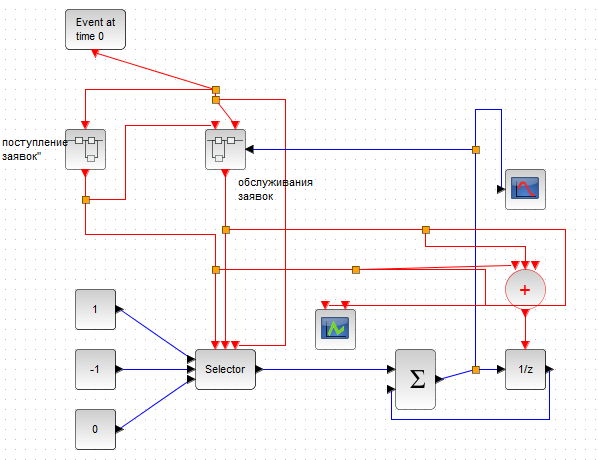 Event at
time 0
поступление
заявок"
обслуживания
заявок
+
1
-1
0
Selector
Σ
1/z